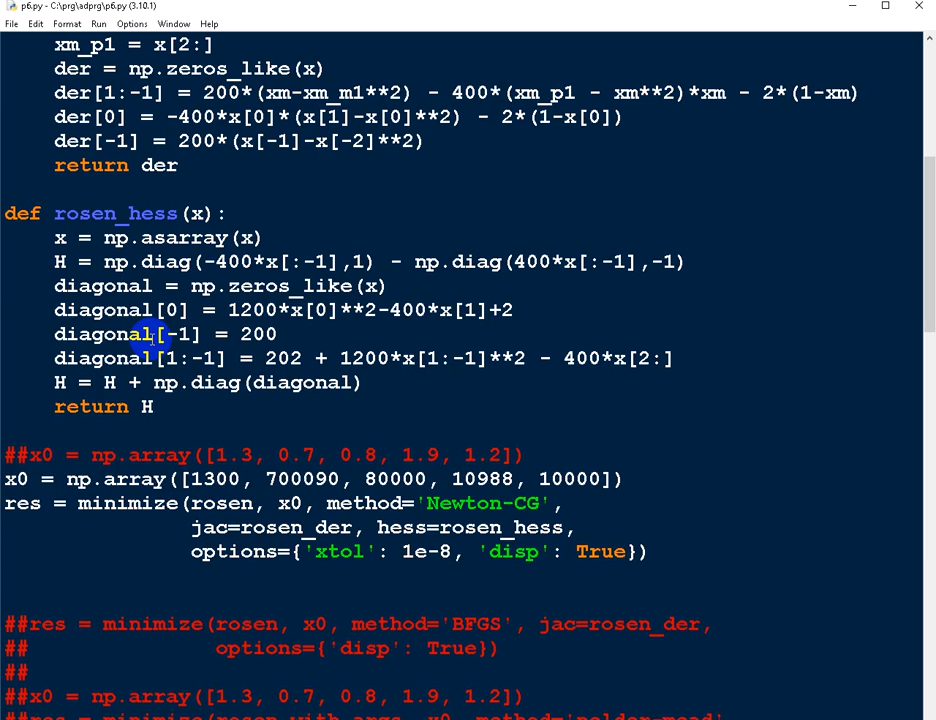 p6.py - C:\prg\adprg\p6.py (3.10.1)
File Edit Format Run Options Window Help
    xm_p1 = x[2:]
    der = np.zeros_like(x)
    der[1:-1] = 200*(xm-xm_m1**2) - 400*(xm_p1 - xm**2)*xm - 2*(1-xm)
    der[0] = -400*x[0]*(x[1]-x[0]**2) - 2*(1-x[0])
    der[-1] = 200*(x[-1]-x[-2]**2)
    return der
def rosen_hess(x):
    x = np.asarray(x)
    H = np.diag(-400*x[:-1],1) - np.diag(400*x[:-1],-1)
    diagonal = np.zeros_like(x)
    diagonal[0] = 1200*x[0]**2-400*x[1]+2
    diagonal[-1] = 200
    diagonal[1:-1] = 202 + 1200*x[1:-1]**2 - 400*x[2:]
    H = H + np.diag(diagonal)
    return H
##x0 = np.array([1.3, 0.7, 0.8, 1.9, 1.2])
x0 = np.array([1300, 700090, 80000, 10988, 10000])
res = minimize(rosen, x0, method='Newton-CG',
               jac=rosen_der, hess=rosen_hess,
               options={'xtol': 1e-8, 'disp': True})
##res = minimize(rosen, x0, method='BFGS', jac=rosen_der,
##               options={'disp': True})
##
##x0 = np.array([1.3, 0.7, 0.8, 1.9, 1.2])
##res = minimize(rosen_with_args, x0, method='nelder-mead',